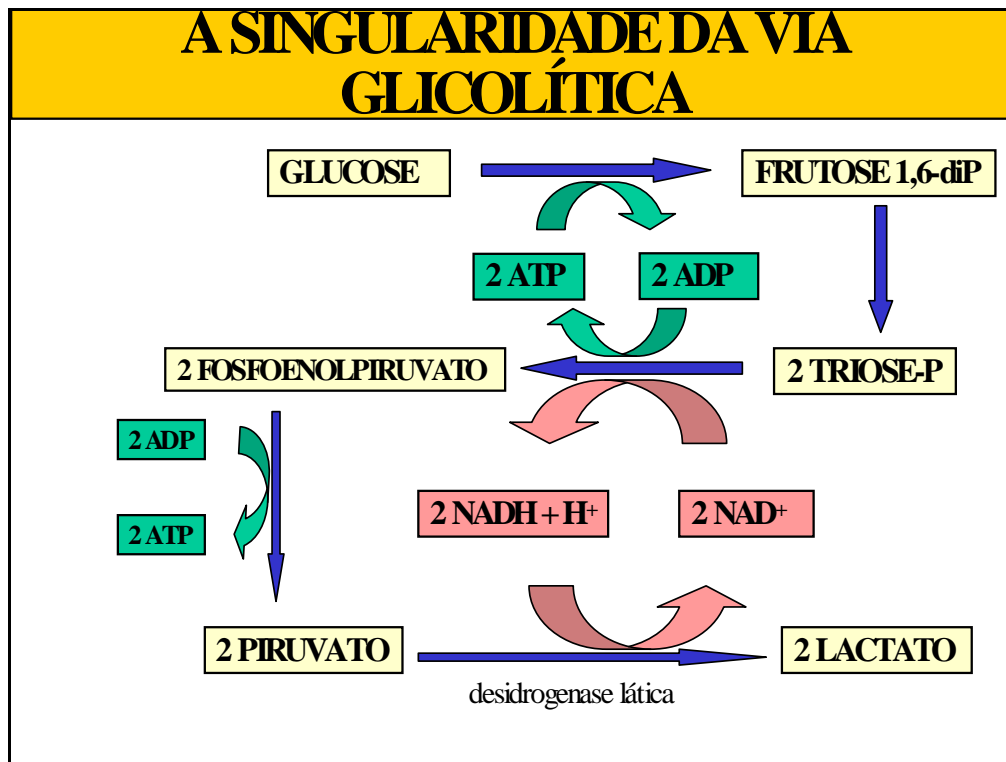 A SINGULARIDADE DA VIA
GLICOLÍTICA
GLUCOSE
FRUTOSE 1,6-diP
2 ATP
2 ADP
2 FOSFOENOLPIRUVATO
2 TRIOSE-P
2 ADP
2 ATP
2 NADH + H⁺
2 NAD⁺
2 PIRUVATO
2 LACTATO
desidrogenase lática